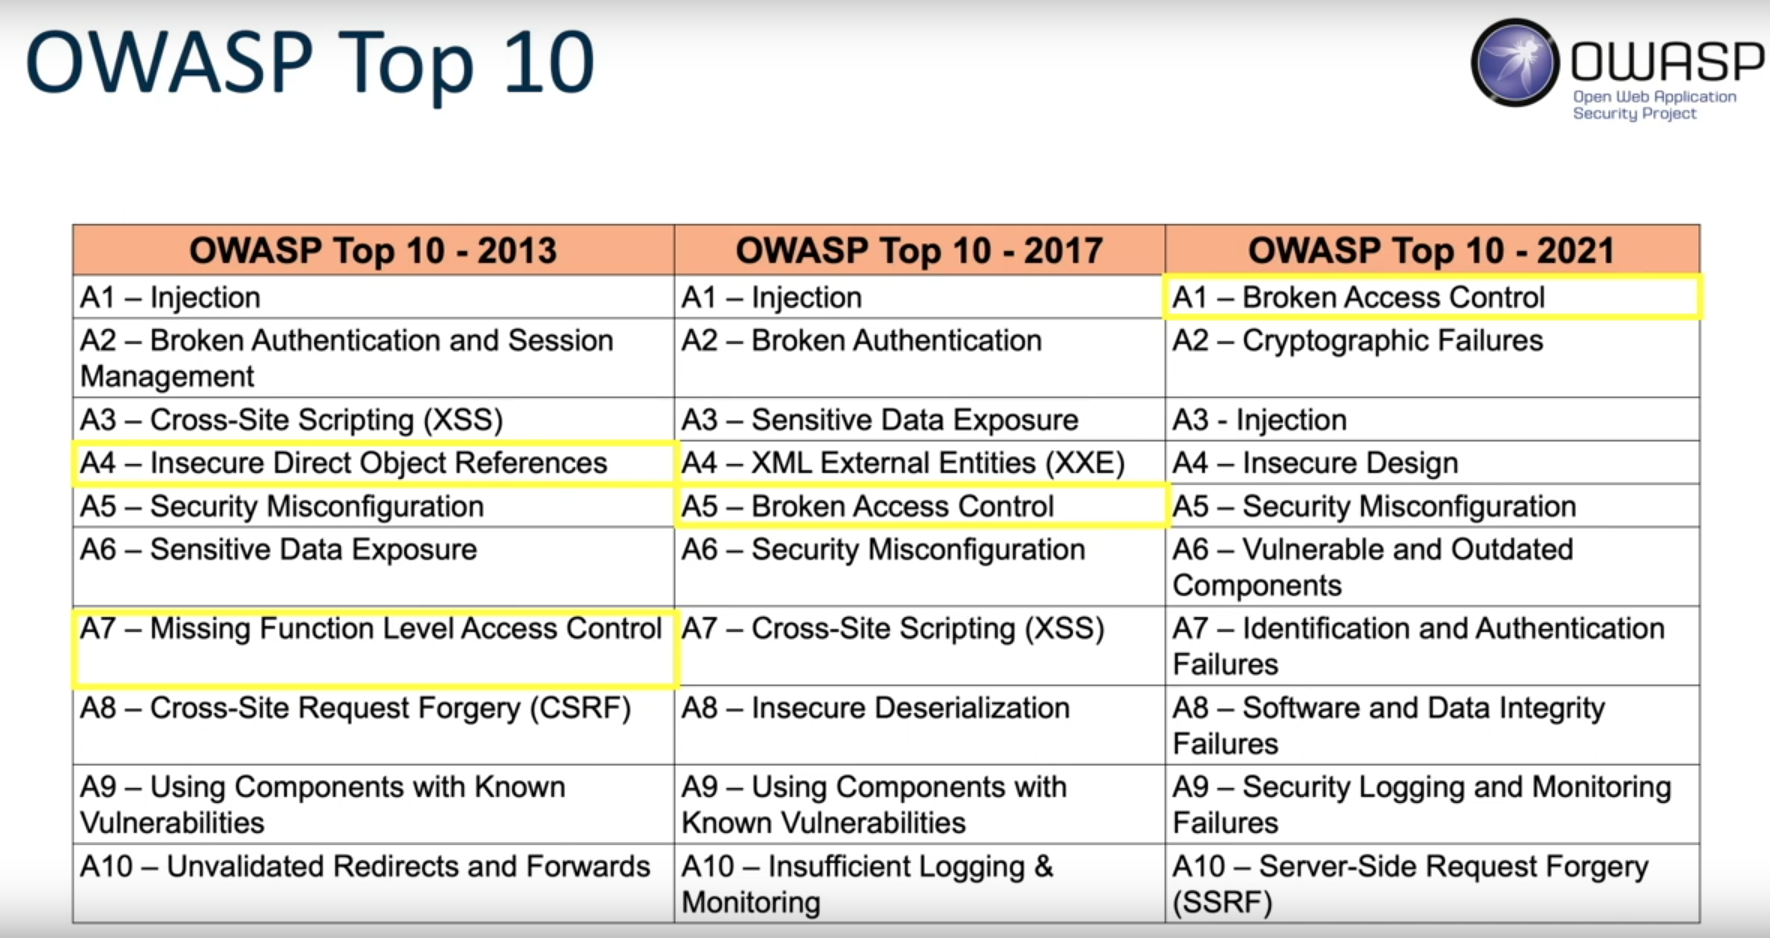 OWASP Top 10
OWASP
Open Web Application
Security Project
OWASP Top 10 - 2013
OWASP Top 10 - 2017
OWASP Top 10 - 2021
A1 – Injection
A1 – Injection
A1 – Broken Access Control
A2 – Broken Authentication and Session
Management
A2 – Broken Authentication
A2 – Cryptographic Failures
A3 – Cross-Site Scripting (XSS)
A3 – Sensitive Data Exposure
A3 - Injection
A4 – Insecure Direct Object References
A4 – XML External Entities (XXE)
A4 – Insecure Design
A5 – Security Misconfiguration
A5 – Broken Access Control
A5 – Security Misconfiguration
A6 – Sensitive Data Exposure
A6 – Security Misconfiguration
A6 – Vulnerable and Outdated
Components
A7 – Missing Function Level Access Control
A7 – Cross-Site Scripting (XSS)
A7 – Identification and Authentication
Failures
A8 – Cross-Site Request Forgery (CSRF)
A8 – Insecure Deserialization
A8 – Software and Data Integrity
Failures
A9 – Using Components with Known
Vulnerabilities
A9 – Using Components with
Known Vulnerabilities
A9 – Security Logging and Monitoring
Failures
A10 – Unvalidated Redirects and Forwards
A10 – Insufficient Logging &
Monitoring
A10 – Server-Side Request Forgery
(SSRF)